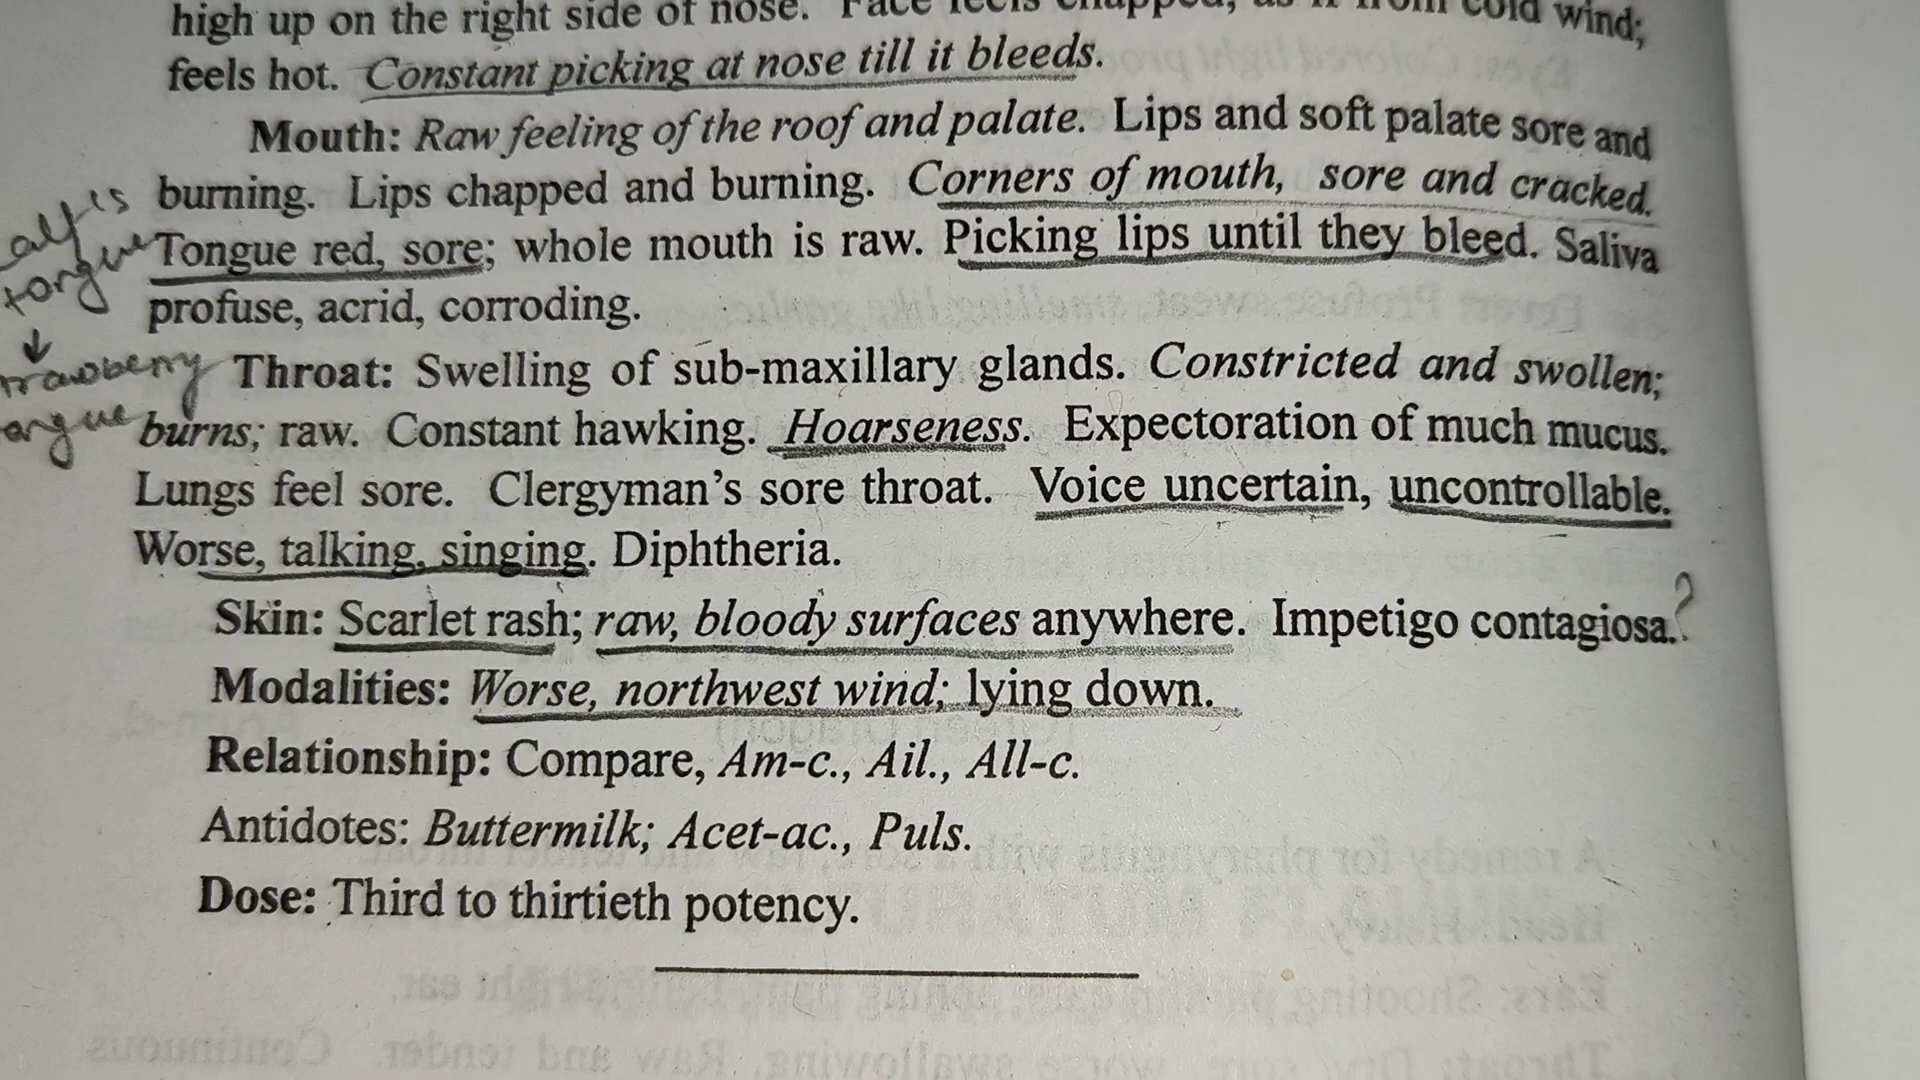 high up on the right side of nose. Face feels chapped, as if from cold wind;
feels hot. Constant picking at nose till it bleeds.
Mouth: Raw feeling of the roof and palate. Lips and soft palate sore and
burning. Lips chapped and burning. Corners of mouth, sore and cracked.
Tongue red, sore; whole mouth is raw. Picking lips until they bleed. Saliva
profuse, acrid, corroding.
Throat: Swelling of sub-maxillary glands. Constricted and swollen;
burns; raw. Constant hawking. Hoarseness. Expectoration of much mucus.
Lungs feel sore. Clergyman's sore throat. Voice uncertain, uncontrollable.
Worse, talking, singing. Diphtheria.
Skin: Scarlet rash; raw, bloody surfaces anywhere. Impetigo contagiosa. ?
Modalities: Worse, northwest wind; lying down.
Relationship: Compare, Am-c., Ail., All-c.
Antidotes: Buttermilk; Acet-ac., Puls.
Dose: Third to thirtieth potency.
is
tongue
↓